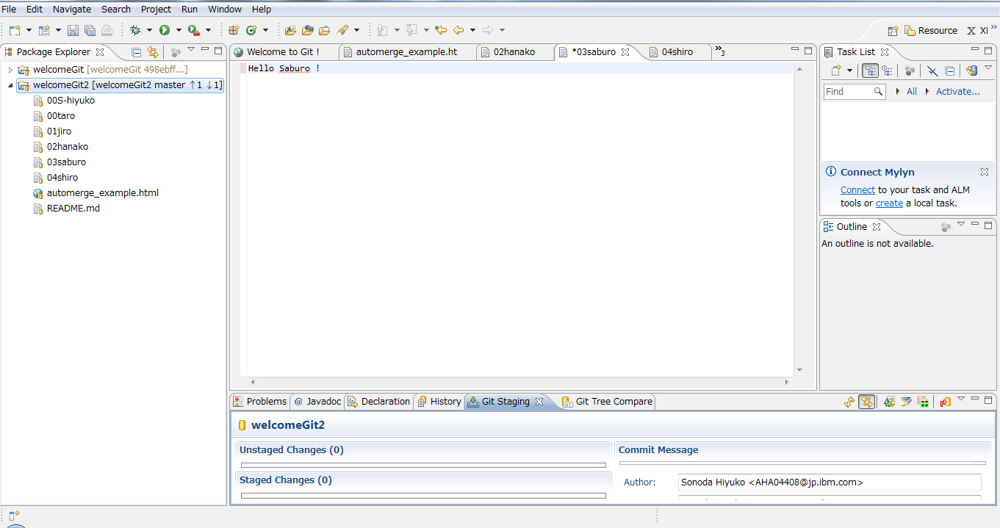 File Edit Navigate Search Project Run Window Help
Resource XI »
Package Explorer
welcomeGit [welcomeGit 498ebff...]
welcomeGit2 [welcomeGit2 master ↑1 ↓1]
00S-hiyuko
00taro
01jiro
02hanako
03saburo
04shiro
automerge_example.html
README.md
Welcome to Git ! automerge_example.ht 02hanako *03saburo 04shiro »3
Hello Saburo !
Task List
Find All Activate...
Connect Mylyn
Connect to your task and ALM
tools or create a local task.
Outline
An outline is not available.
Problems @ Javadoc Declaration History Git Staging Git Tree Compare
welcomeGit2
Unstaged Changes (0)
Staged Changes (0)
Commit Message
Author: Sonoda Hiyuko <AHA04408@jp.ibm.com>